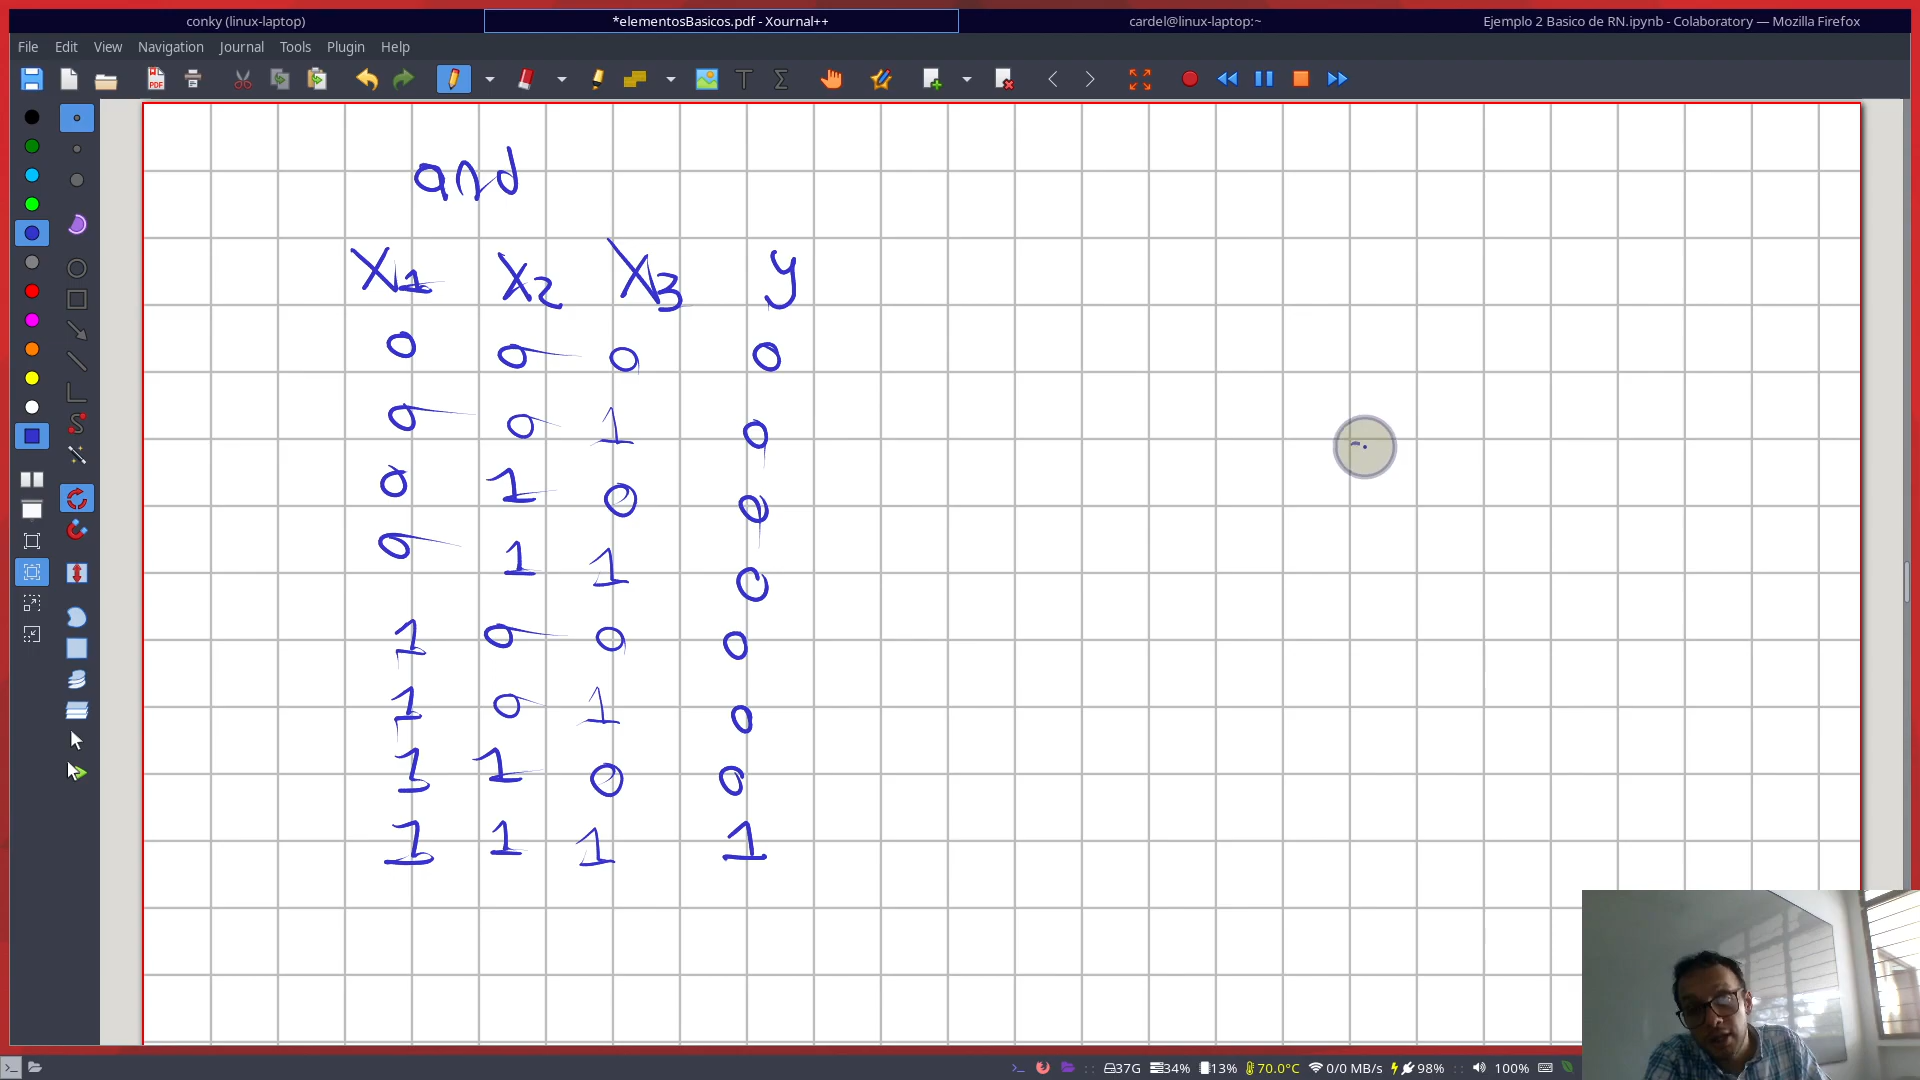 conky (linux-laptop)
*elementosBasicos.pdf - Xournal++
cardel@linux-laptop:~
Ejemplo 2 Basico de RN.ipynb - Colaboratory — Mozilla Firefox
File Edit View Navigation Journal Tools Plugin Help
PDF
and
X1 X2 X3 y
0 0 0 0
0 0 1 0
0 1 0 0
0 1 1 0
1 0 0 0
1 0 1 0
1 1 0 0
1 1 1 1
37G 34% 13% 70.0°C 0/0 MB/s 98% 100%